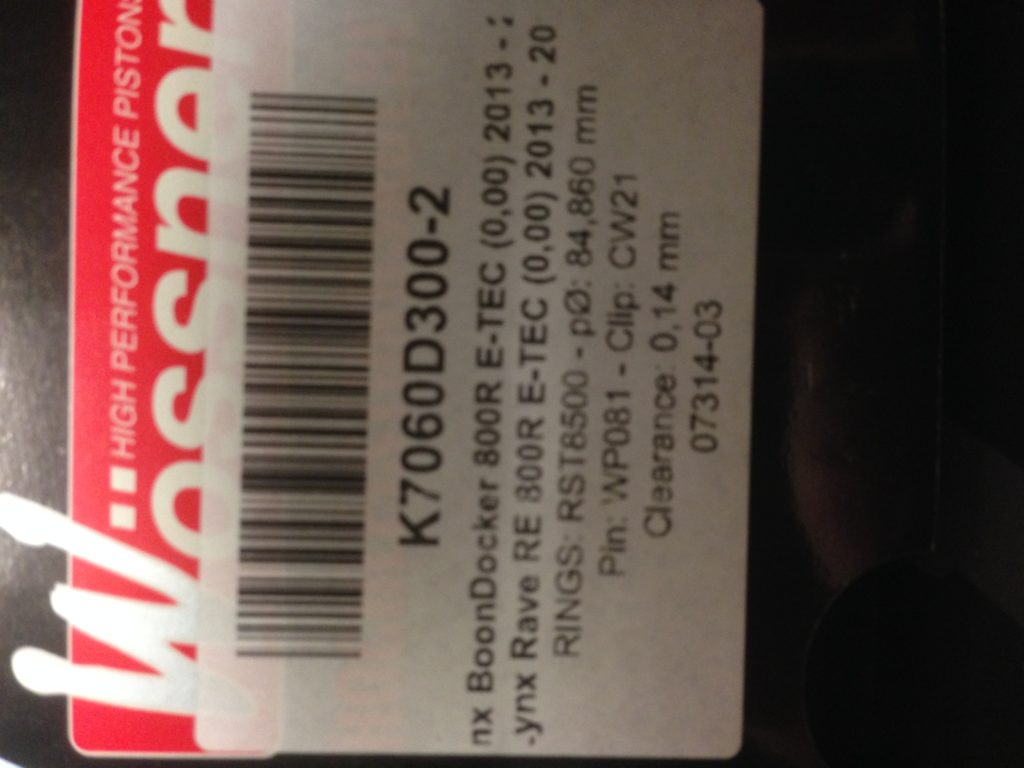 HIGH PERFORMANCE PISTONS
Wössner
K7060D300-2
nx BoonDocker 800R E-TEC (0,00) 2013 -
ynx Rave RE 800R E-TEC (0,00) 2013 - 20
RINGS: RST8500 - pØ: 84,860 mm
Pin: WP081 - Clip: CW21
Clearance: 0,14 mm
07314-03